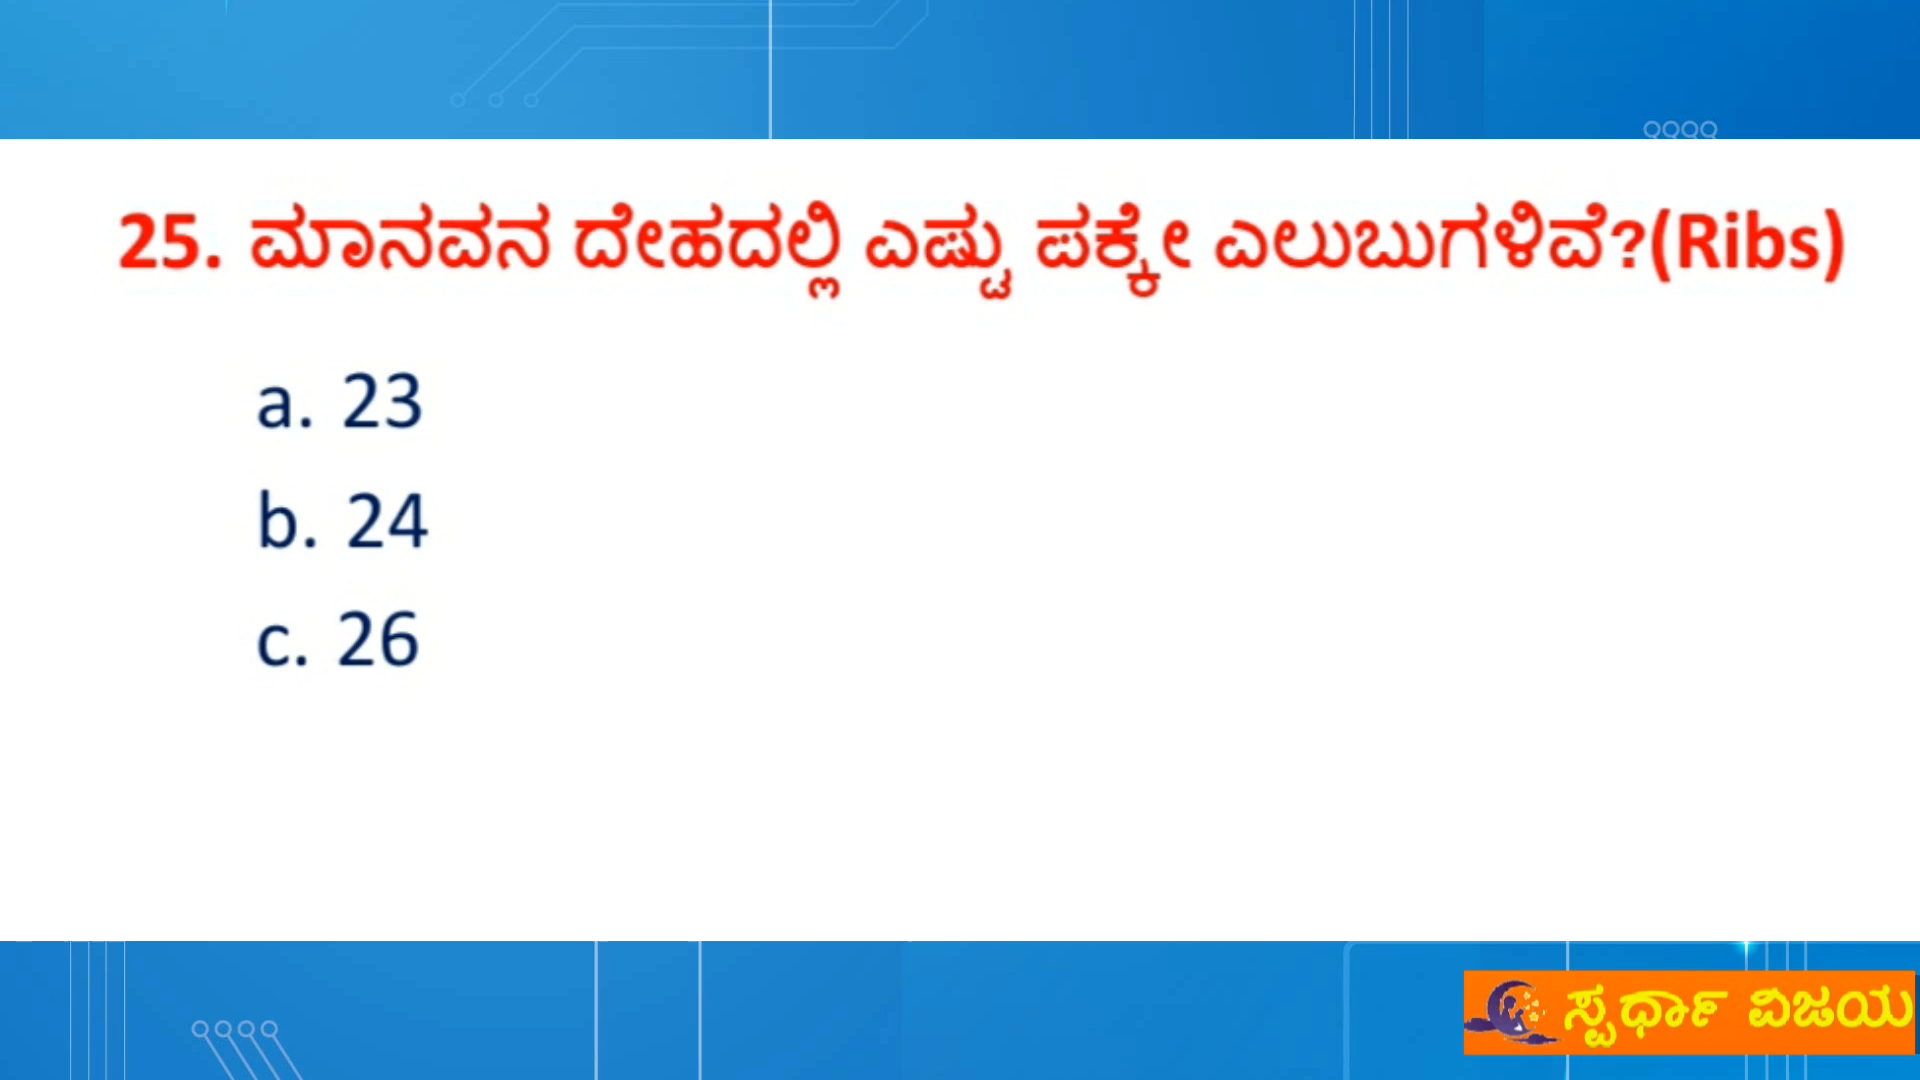 25. ಮಾನವನ ದೇಹದಲ್ಲಿ ಎಷ್ಟು ಪಕ್ಕೇ ಎಲುಬುಗಳಿವೆ?(Ribs)
a. 23
b. 24
c. 26
ಸ್ಪರ್ಧಾ ವಿಜಯ